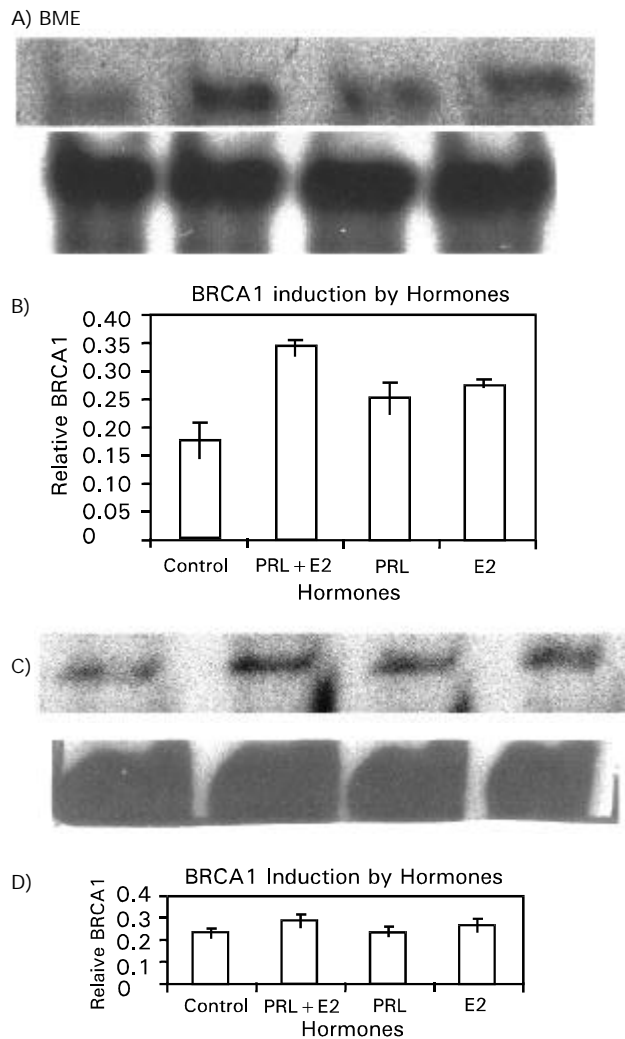 A) BME
B)
BRCA1 induction by Hormones
Relative BRCA1
0.40
0.35
0.30
0.25
0.20
0.15
0.10
0.05
0
Control PRL + E2 PRL E2
Hormones
C)
D)
BRCA1 Induction by Hormones
Relaive BRCA1
0.4
0.3
0.2
0.1
0
Control PRL + E2 PRL E2
Hormones